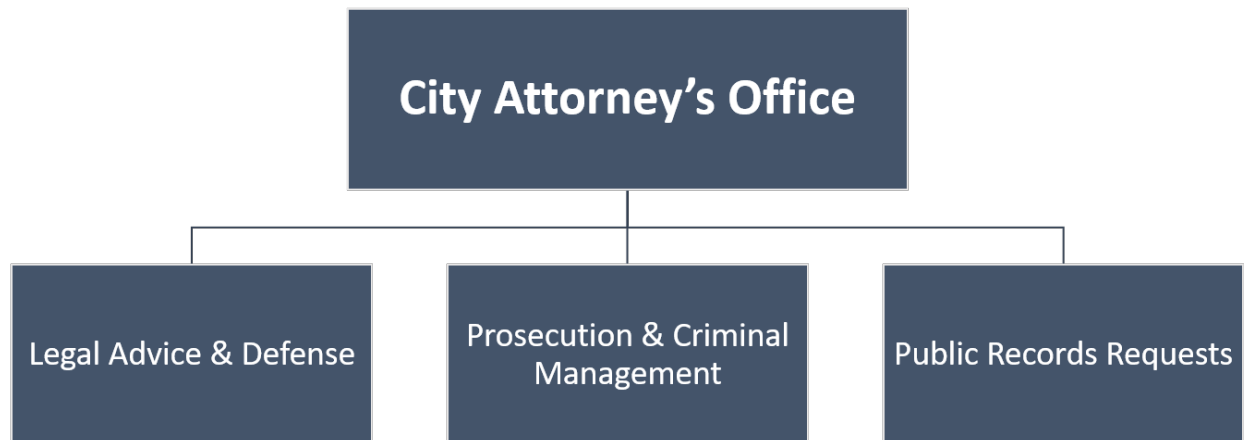 City Attorney’s Office
Legal Advice & Defense
Prosecution & Criminal
Management
Public Records Requests